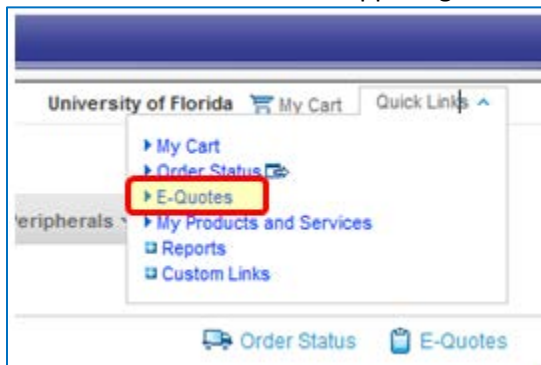 University of Florida My Cart Quick Links
My Cart
Order Status
E-Quotes
My Products and Services
Reports
Custom Links
Order Status E-Quotes